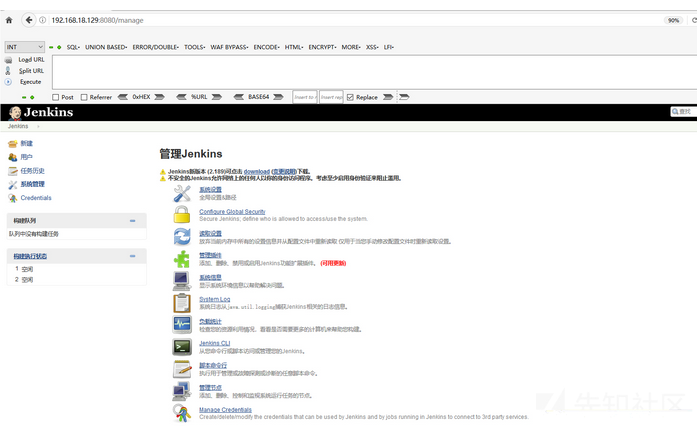 192.168.18.129:8080/manage
90%
INT
SQL· UNION BASED· ERROR/DOUBLE· TOOLS· WAF BYPASS· ENCODE· HTML· ENCRYPT· MORE· XSS· LFI·
Load URL
Split URL
Execute
Post Referrer 0xHEX %URL BASE64 Insert to Insert rep Replace
Jenkins
查找
Jenkins
新建
用户
任务历史
系统管理
Credentials
构建队列
队列中没有构建任务
构建执行状态
1 空闲
2 空闲
管理Jenkins
Jenkins新版本 (2.189)可点击 download (变更说明)下载。
不安全的Jenkins允许网络上的任何人以你的身份访问程序。考虑至少启用身份验证来阻止滥用。
系统设置
全局设置&路径
Configure Global Security
Secure Jenkins; define who is allowed to access/use the system.
读取设置
放弃当前内存中所有的设置信息并从配置文件中重新读取 仅用于当您手动修改配置文件时重新读取设置。
管理插件
添加、删除、禁用或启用Jenkins功能扩展插件。 (可用更新)
系统信息
显示系统环境信息以帮助解决问题。
System Log
系统日志从java.util.logging捕获Jenkins相关的日志信息。
负载统计
检查您的资源利用情况，看看是否需要更多的计算机来帮助您构建。
Jenkins CLI
从您命令行或脚本访问或管理您的Jenkins。
脚本命令行
执行用于管理或故障探测或诊断的任意脚本命令。
管理节点
添加、删除、控制和监视系统运行任务的节点。
Manage Credentials
Create/delete/modify the credentials that can be used by Jenkins and by jobs running in Jenkins to connect to 3rd party services.
先知社区